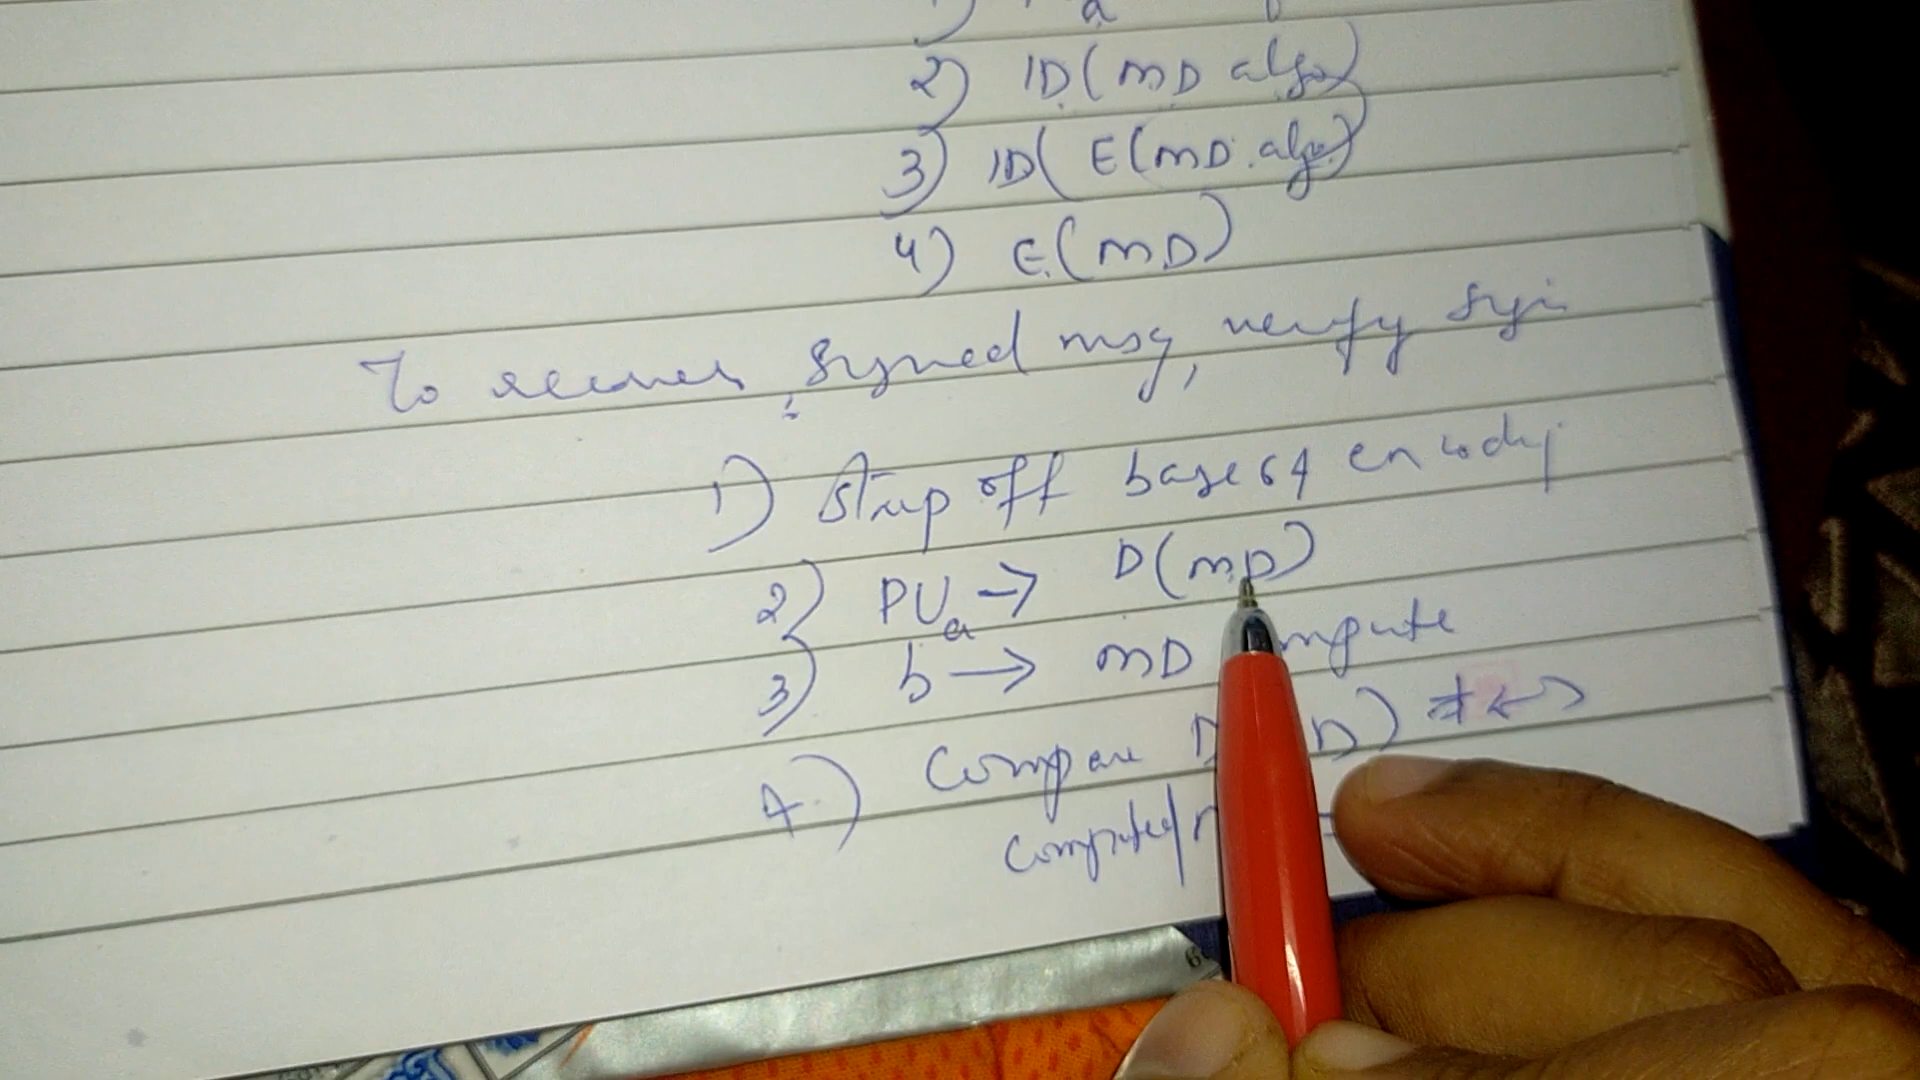 2) ID(MD algo)
3) ID(E(MD.algo)
4) E(MD)
To receive signed msg, verify sign
1) Strip off base64 encoding
2) PUa → D(MD)
3) b → MD compute
4) Compare D D)
Computed